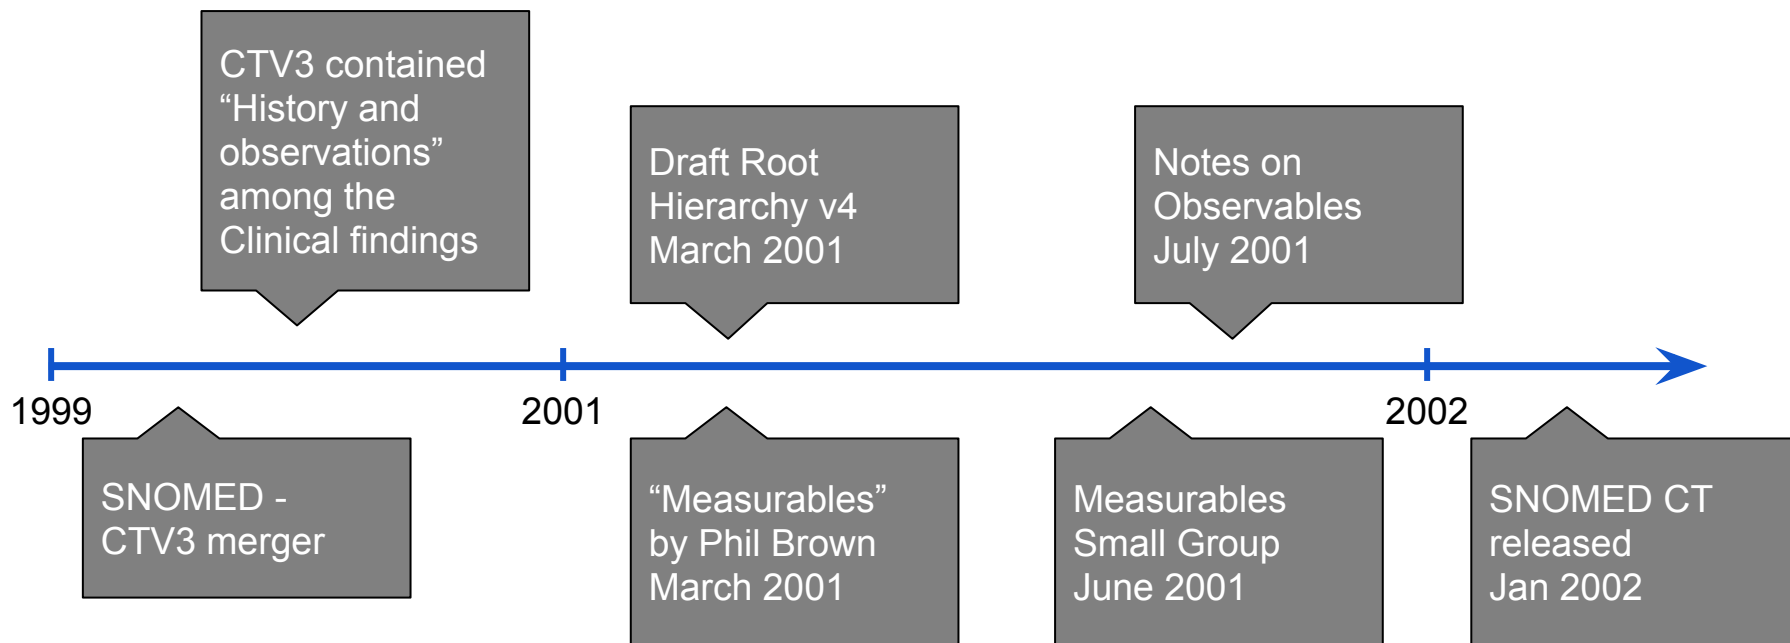 CTV3 contained
“History and
observations”
among the
Clinical findings
Draft Root
Hierarchy v4
March 2001
Notes on
Observables
July 2001
1999
2001
2002
SNOMED -
CTV3 merger
“Measurables”
by Phil Brown
March 2001
Measurables
Small Group
June 2001
SNOMED CT
released
Jan 2002